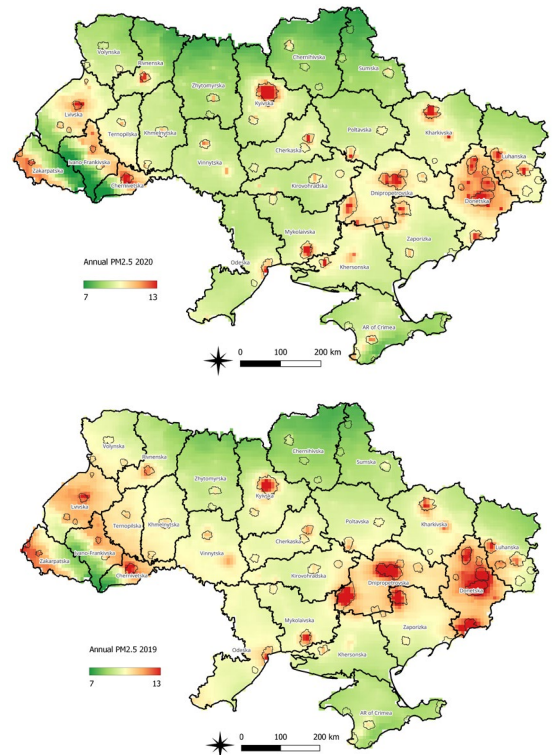 Volynska
Rivnenska
Chernihivska
Sumska
Zhytomyrska
Kyivska
Lvivska
Ternopilska
Khmelnytska
Poltavska
Kharkivska
Cherkaska
Luhanska
Ivano-Frankivska
Zakarpatska
Chernivetska
Vinnytska
Kirovohradska
Dnipropetrovska
Donetska
Mykolaivska
Zaporizka
Odeska
Khersonska
AR of Crimea
Annual PM2.5 2020
7 13
0 100 200 km
Volynska
Rivnenska
Chernihivska
Sumska
Zhytomyrska
Kyivska
Lvivska
Ternopilska
Khmelnytska
Poltavska
Kharkivska
Cherkaska
Luhanska
Ivano-Frankivska
Zakarpatska
Chernivetska
Vinnytska
Kirovohradska
Dnipropetrovska
Donetska
Mykolaivska
Zaporizka
Odeska
Khersonska
AR of Crimea
Annual PM2.5 2019
7 13
0 100 200 km